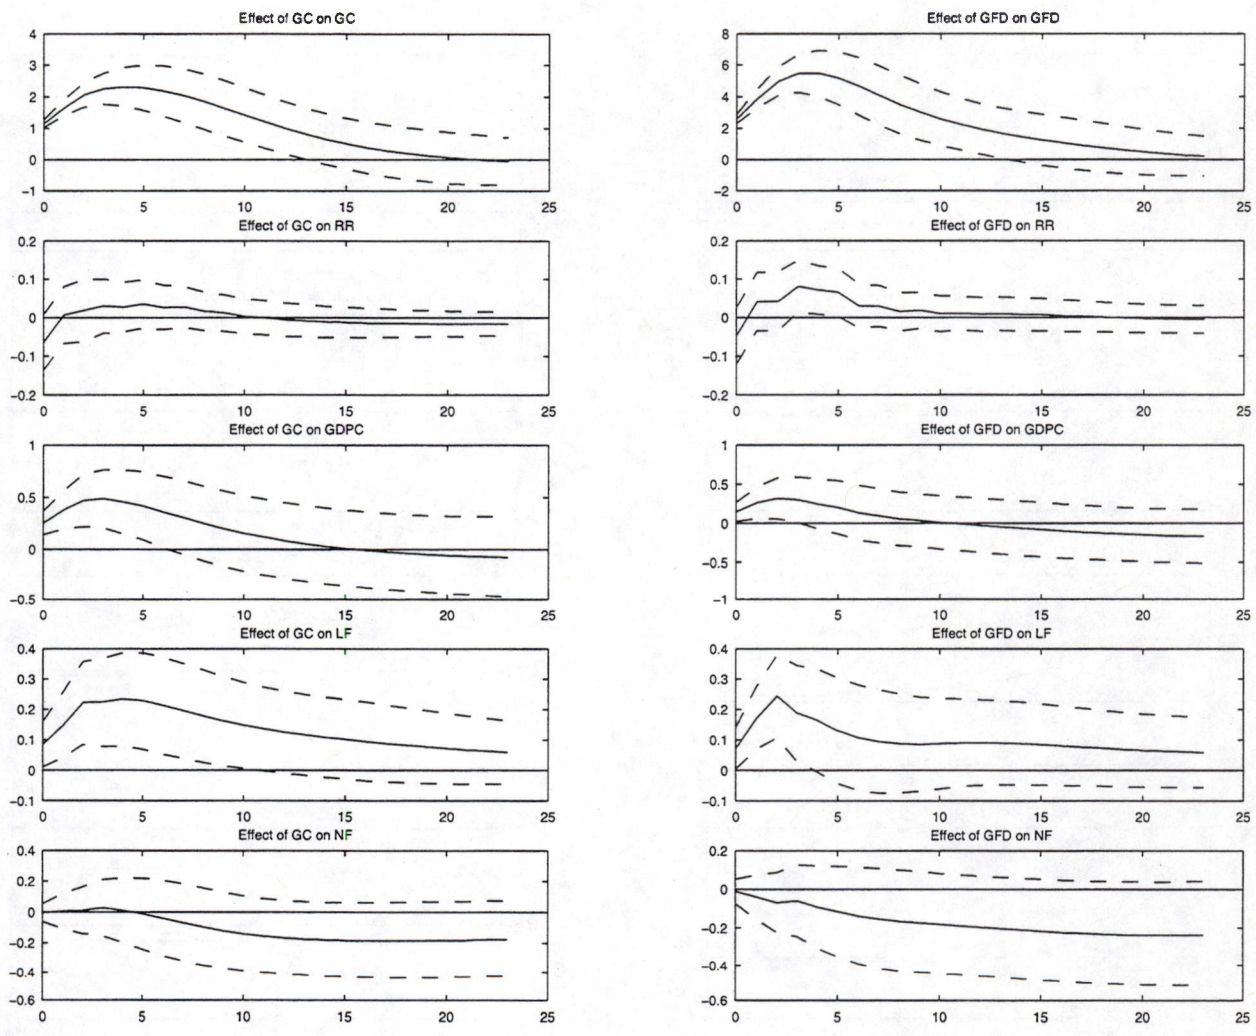 Effect of GC on GC
4
3
2
1
0
−1
0 5 10 15 20 25
Effect of GFD on GFD
8
6
4
2
0
−2
0 5 10 15 20 25
Effect of GC on RR
0.2
0.1
0
−0.1
−0.2
0 5 10 15 20 25
Effect of GFD on RR
0.2
0.1
0
−0.1
−0.2
0 5 10 15 20 25
Effect of GC on GDPC
1
0.5
0
−0.5
0 5 10 15 20 25
Effect of GFD on GDPC
1
0.5
0
−0.5
−1
0 5 10 15 20 25
Effect of GC on LF
0.4
0.3
0.2
0.1
0
−0.1
0 5 10 15 20 25
Effect of GFD on LF
0.4
0.3
0.2
0.1
0
−0.1
0 5 10 15 20 25
Effect of GC on NF
0.4
0.2
0
−0.2
−0.4
−0.6
0 5 10 15 20 25
Effect of GFD on NF
0.2
0
−0.2
−0.4
−0.6
0 5 10 15 20 25